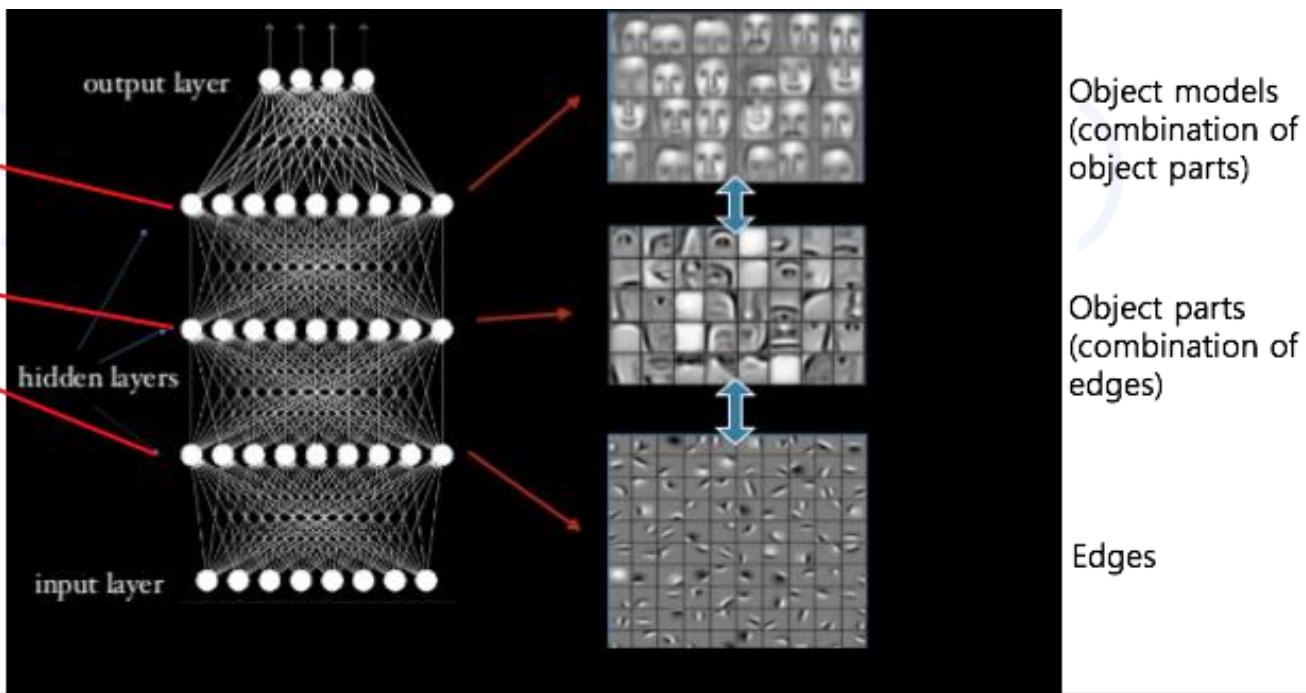 output layer
hidden layers
input layer
Object models
(combination of
object parts)
Object parts
(combination of
edges)
Edges